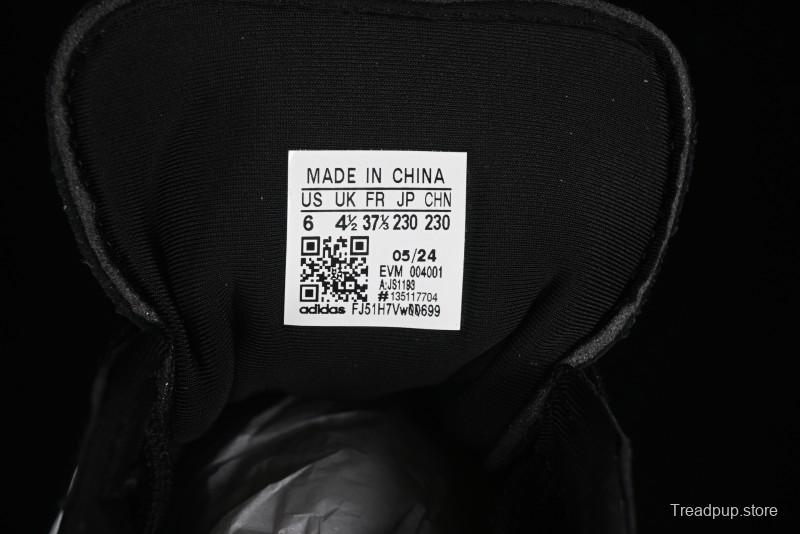 MADE IN CHINA
US UK FR JP CHN
6 4½ 37⅓ 230 230
05/24
EVM 004001
A:JS1193
#135117704
adidas FJ51H7Vw00699
Treadpup.store